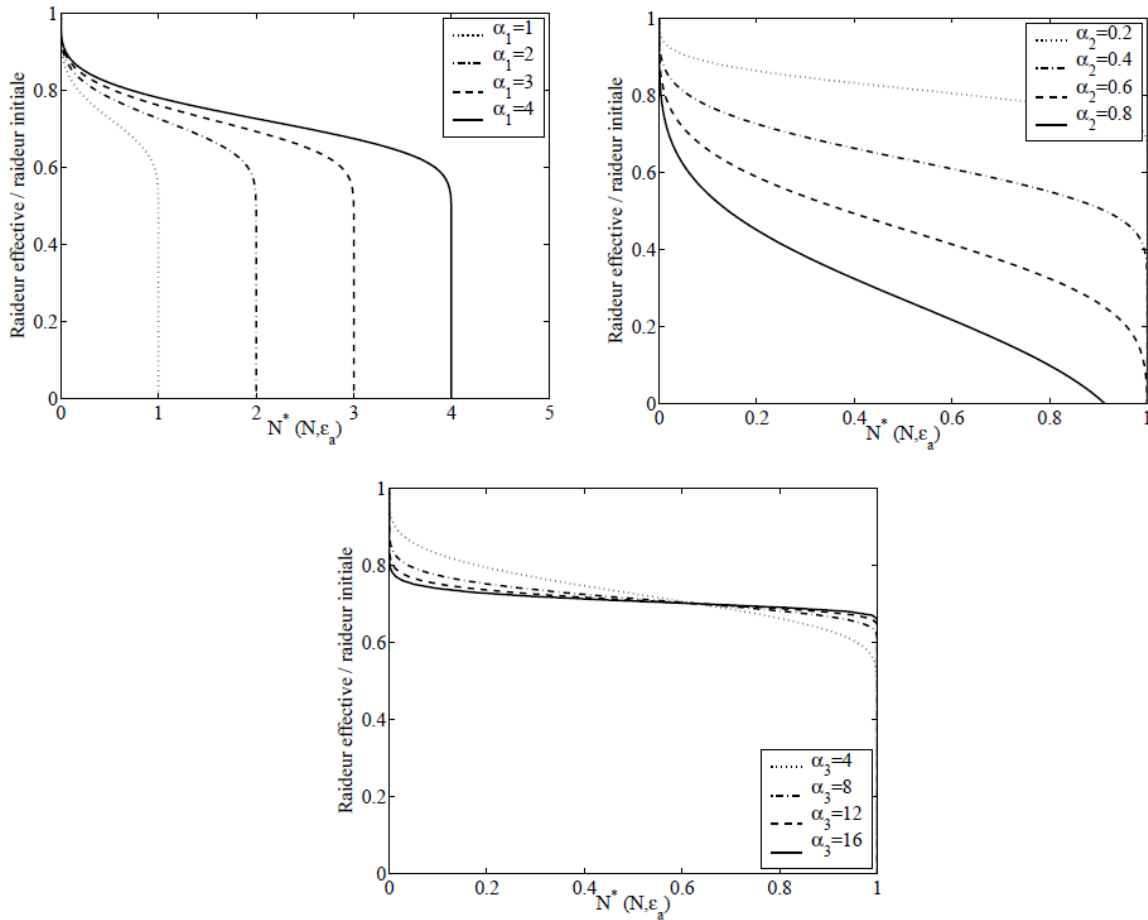 Raideur effective / raideur initiale
1
0.8
0.6
0.4
0.2
0
0 1 2 3 4 5
N* (N,εa)
α1=1
α1=2
α1=3
α1=4
Raideur effective / raideur initiale
1
0.8
0.6
0.4
0.2
0
0 0.2 0.4 0.6 0.8 1
N* (N,εa)
α2=0.2
α2=0.4
α2=0.6
α2=0.8
Raideur effective / raideur initiale
1
0.8
0.6
0.4
0.2
0
0 0.2 0.4 0.6 0.8 1
N* (N,εa)
α3=4
α3=8
α3=12
α3=16